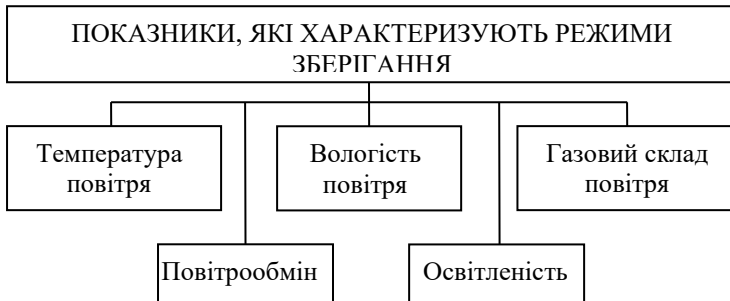 ПОКАЗНИКИ, ЯКІ ХАРАКТЕРИЗУЮТЬ РЕЖИМИ
ЗБЕРІГАННЯ
Температура
повітря
Вологість
повітря
Газовий склад
повітря
Повітрообмін
Освітленість